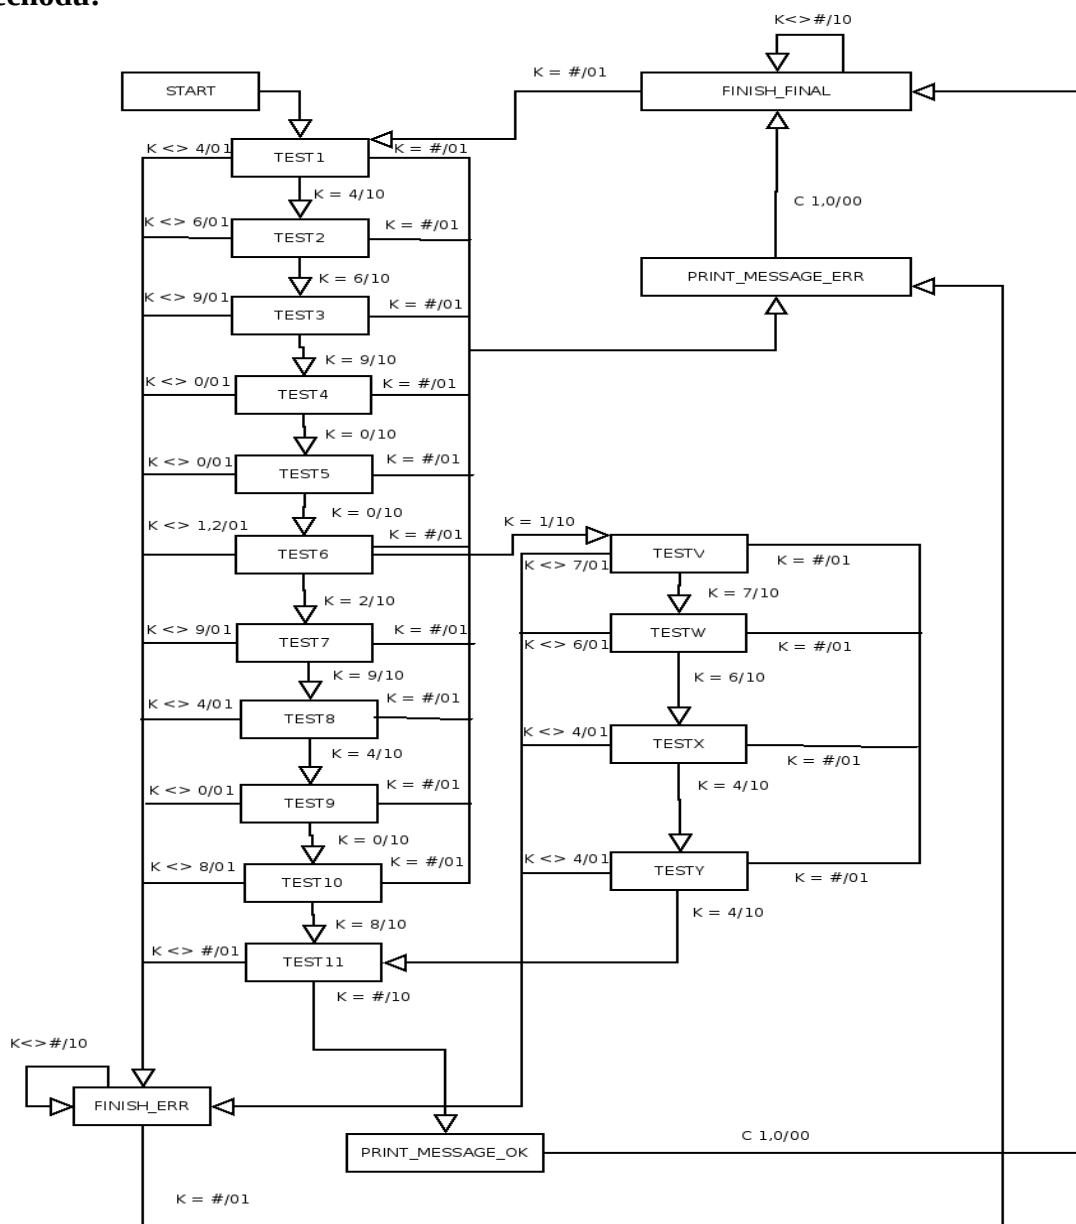 K<>#/10
K = #/01
START
FINISH_FINAL
K <> 4/01
TEST1
K = #/01
K = 4/10
C 1,0/00
K <> 6/01
TEST2
K = #/01
K = 6/10
PRINT_MESSAGE_ERR
K <> 9/01
TEST3
K = #/01
K = 9/10
K <> 0/01
TEST4
K = #/01
K = 0/10
K <> 0/01
TEST5
K = #/01
K = 0/10
K <> 1,2/01
TEST6
K = #/01
K = 1/10
TESTV
K = #/01
K <> 7/01
K = 7/10
K = 2/10
K <> 9/01
TEST7
K = #/01
K <> 6/01
TESTW
K = #/01
K = 9/10
K = 6/10
K <> 4/01
TEST8
K = #/01
K <> 4/01
TESTX
K = #/01
K = 4/10
K = 4/10
K <> 0/01
TEST9
K = #/01
K = 0/10
K <> 8/01
TEST10
K = #/01
K <> 4/01
TESTY
K = #/01
K = 8/10
K = 4/10
K <> #/01
TEST11
K = #/10
K<>#/10
FINISH_ERR
PRINT_MESSAGE_OK
C 1,0/00
K = #/01